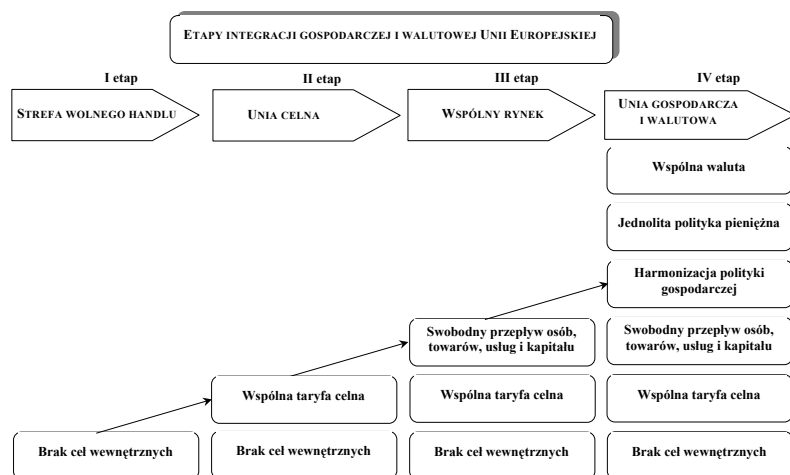 ETAPY INTEGRACJI GOSPODARCZEJ I WALUTOWEJ UNII EUROPEJSKIEJ
I etap
II etap
III etap
IV etap
STREFA WOLNEGO HANDLU
UNIA CELNA
WSPÓLNY RYNEK
UNIA GOSPODARCZA
I WALUTOWA
Wspólna waluta
Jednolita polityka pieniężna
Harmonizacja polityki
gospodarczej
Swobodny przepływ osób,
towarów, usług i kapitału
Swobodny przepływ osób,
towarów, usług i kapitału
Wspólna taryfa celna
Wspólna taryfa celna
Wspólna taryfa celna
Brak ceł wewnętrznych
Brak ceł wewnętrznych
Brak ceł wewnętrznych
Brak ceł wewnętrznych